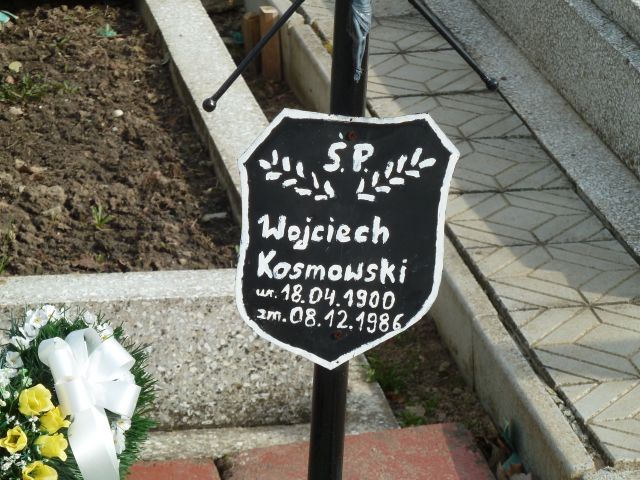 Ś.P.
Wojciech
Kosmowski
ur. 18.04.1900
zm. 08.12.1986